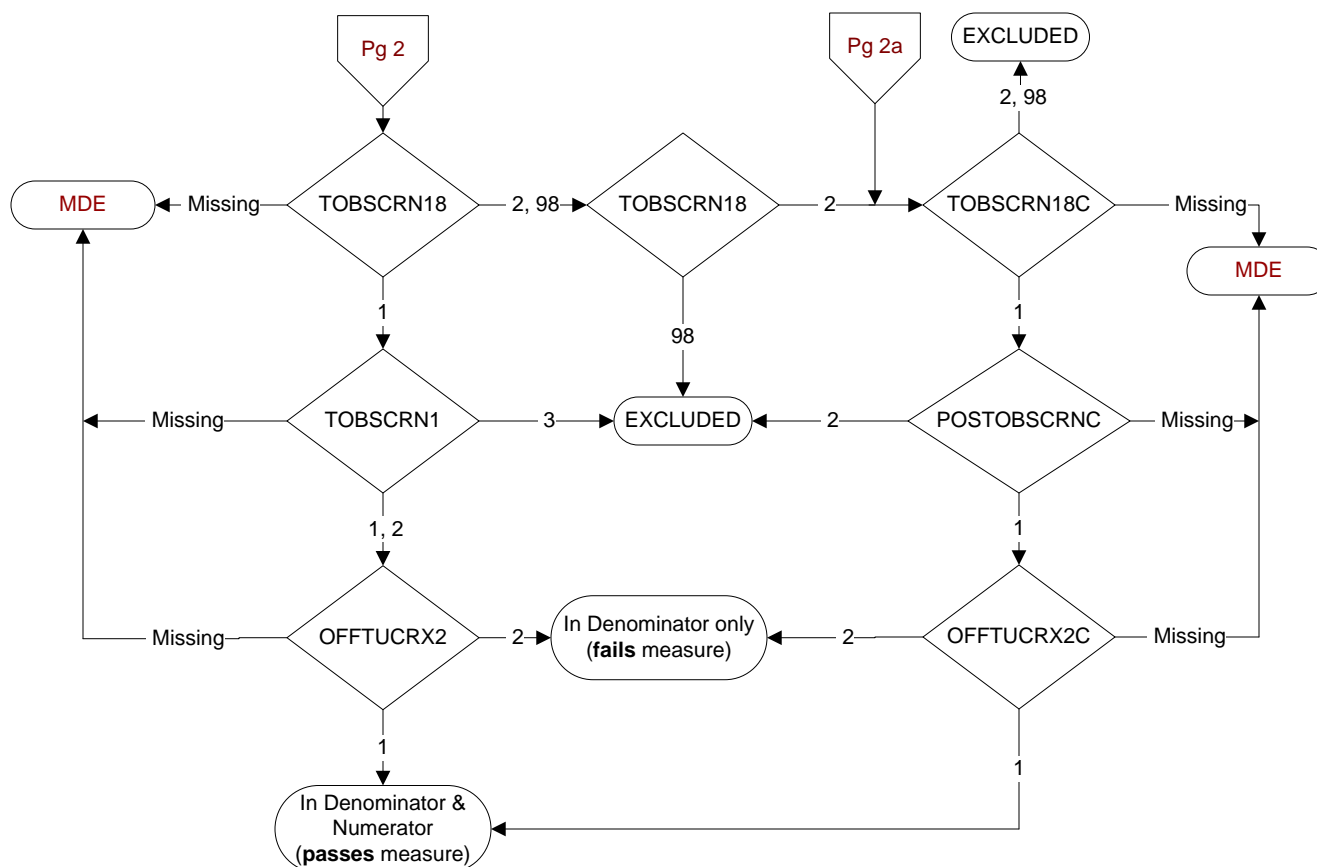 Pg 2
Pg 2a
EXCLUDED
2, 98
MDE
Missing
TOBSCRN18
2, 98
TOBSCRN18
2
TOBSCRN18C
Missing
MDE
1
98
1
Missing
TOBSCRN1
3
EXCLUDED
2
POSTOBSCRNC
Missing
1, 2
1
Missing
OFFTUCRX2
2
In Denominator only
(fails measure)
2
OFFTUCRX2C
Missing
1
1
In Denominator &
Numerator
(passes measure)